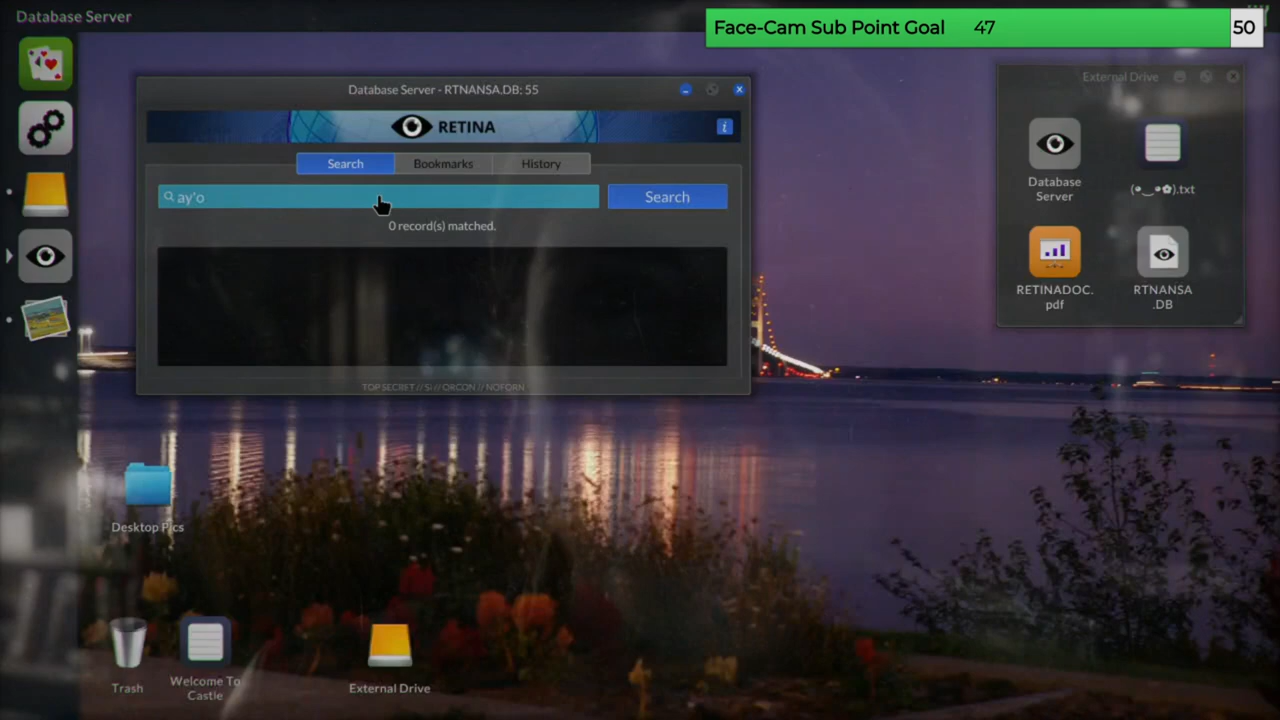 Database Server
Face-Cam Sub Point Goal 47 50
Database Server - RTNANSA.DB: 55
RETINA
i
Search Bookmarks History
ay'o Search
0 record(s) matched.
TOP SECRET // SI // ORCON // NOFORN
External Drive
Database
Server
(•‿•✿).txt
RETINADOC.
pdf
RTNANSA
.DB
Desktop Pics
Trash
Welcome To
Castle
External Drive